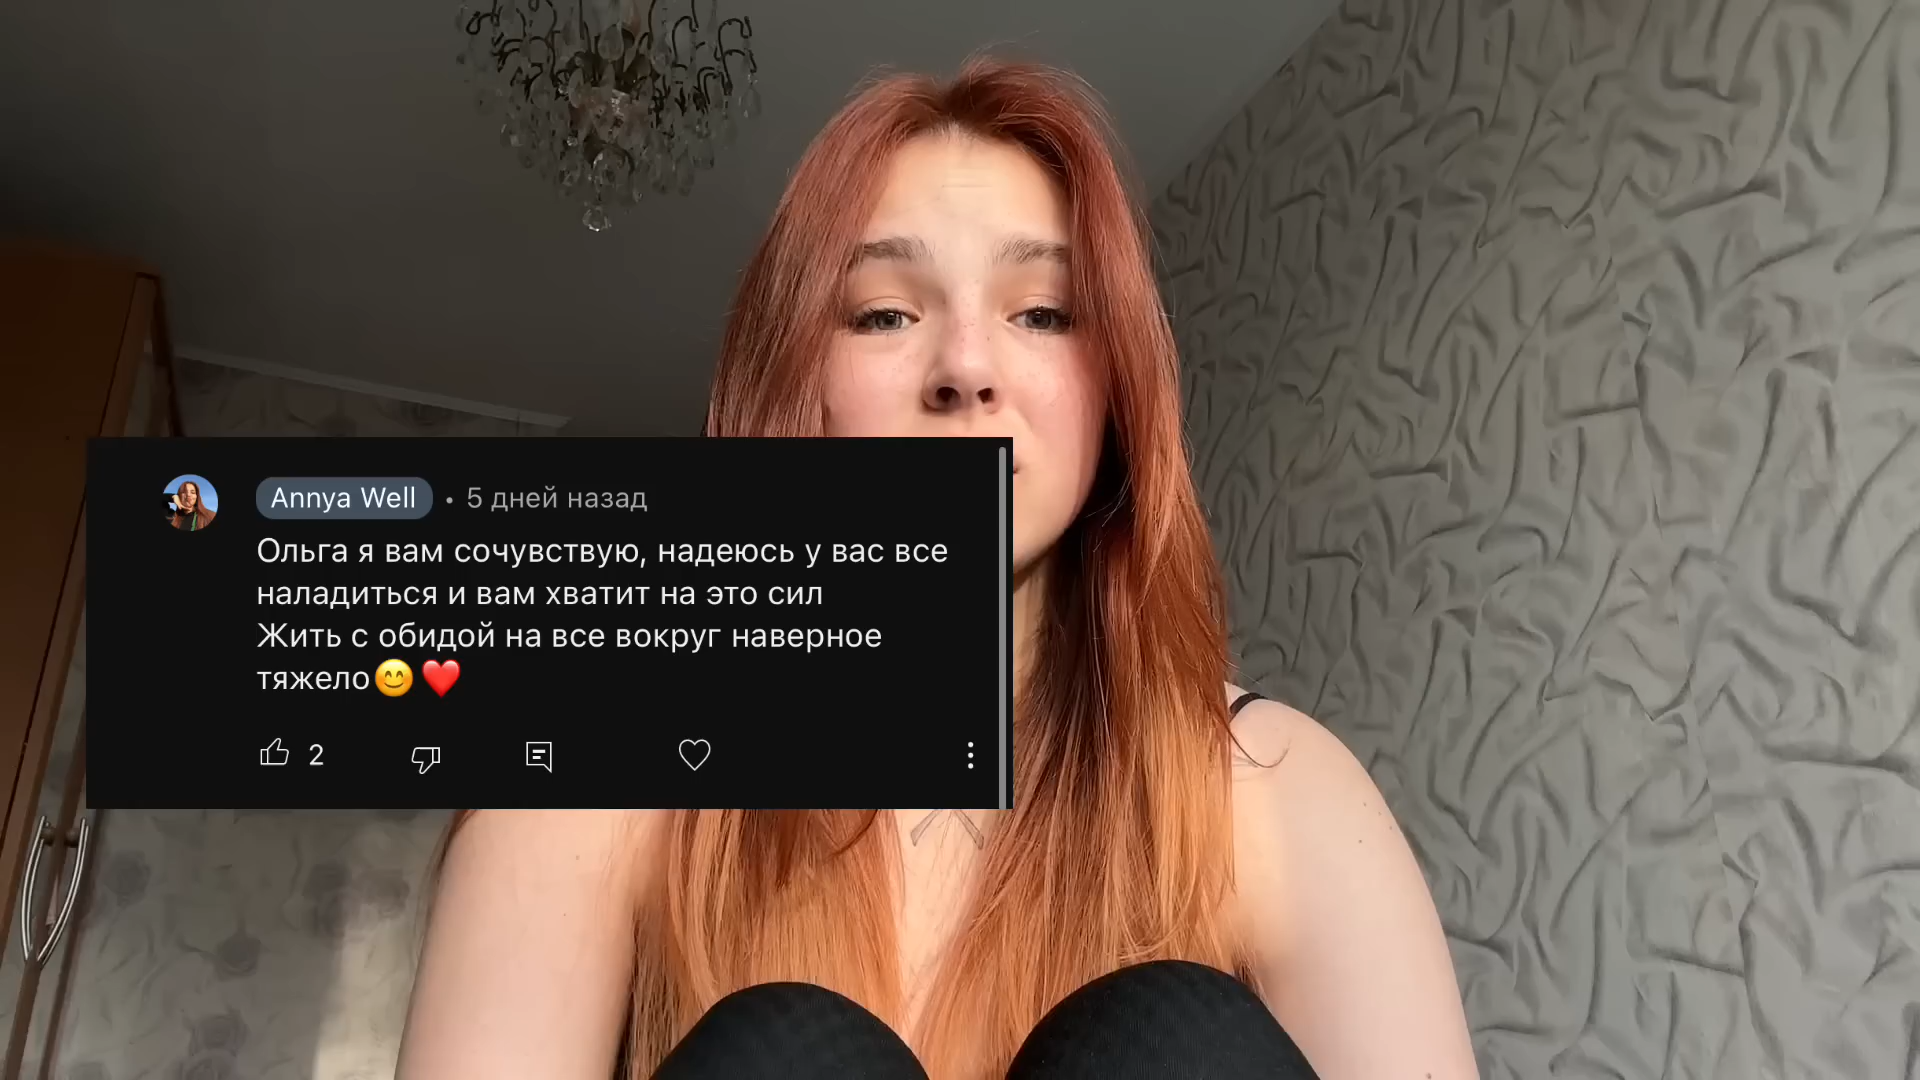 Annya Well • 5 дней назад
Ольга я вам сочувствую, надеюсь у вас все
наладиться и вам хватит на это сил
Жить с обидой на все вокруг наверное
тяжело😊❤️
2